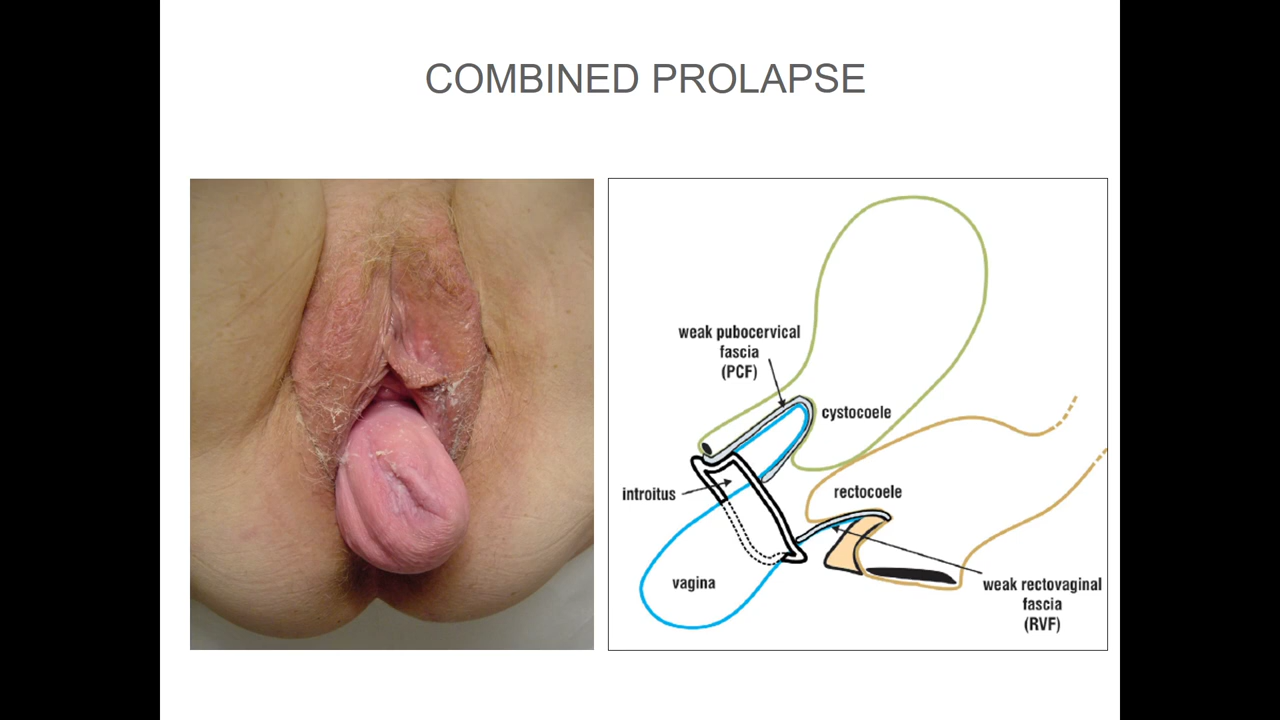 COMBINED PROLAPSE
weak pubocervical
fascia
(PCF)
cystocoele
introitus
rectocoele
vagina
weak rectovaginal
fascia
(RVF)